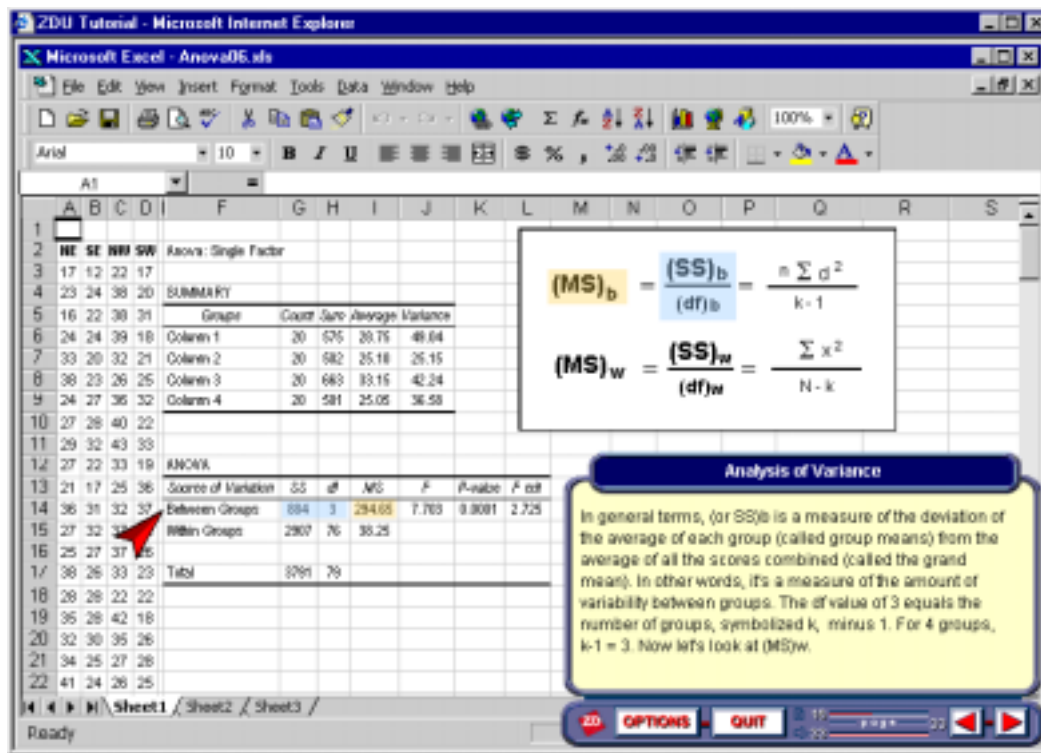 ZDU Tutorial - Microsoft Internet Explorer
Microsoft Excel - Anova06.xls
File Edit View Insert Format Tools Data Window Help
100%
Arial 10 B I U $ % ,
A1 =
A B C D F G H I J K L M N O P Q R S
1
2 NE SE NW SW Anova: Single Factor
3 17 12 22 17
4 23 24 38 20 SUMMARY
5 16 22 38 31 Groups Count Sum Average Variance
6 24 24 39 18 Column 1 20 575 28.75 49.04
7 33 20 32 21 Column 2 20 502 25.10 25.15
8 38 23 26 25 Column 3 20 663 33.15 42.24
9 24 27 36 32 Column 4 20 501 25.05 36.58
10 27 28 40 22
11 29 32 43 33
12 27 22 33 19 ANOVA
13 21 17 25 36 Source of Variation SS df MS F P-value F crit
14 36 31 32 37 Between Groups 884 3 294.65 7.703 0.0001 2.725
15 27 32 Within Groups 2907 76 38.25
16 25 27 37
17 38 26 33 23 Total 3791 79
18 28 28 22 22
19 35 28 42 18
20 32 30 35 26
21 34 25 27 28
22 41 24 26 25
(MS)b = (SS)b / (df)b = n Σ d² / k - 1
(MS)w = (SS)w / (df)w = Σ x² / N - k
Analysis of Variance
In general terms, (or SS)b is a measure of the deviation of
the average of each group (called group means) from the
average of all the scores combined (called the grand
mean). In other words, it's a measure of the amount of
variability between groups. The df value of 3 equals the
number of groups, symbolized k, minus 1. For 4 groups,
k-1 = 3. Now let's look at (MS)w.
Sheet1 Sheet2 Sheet3
Ready
ZD OPTIONS QUIT page